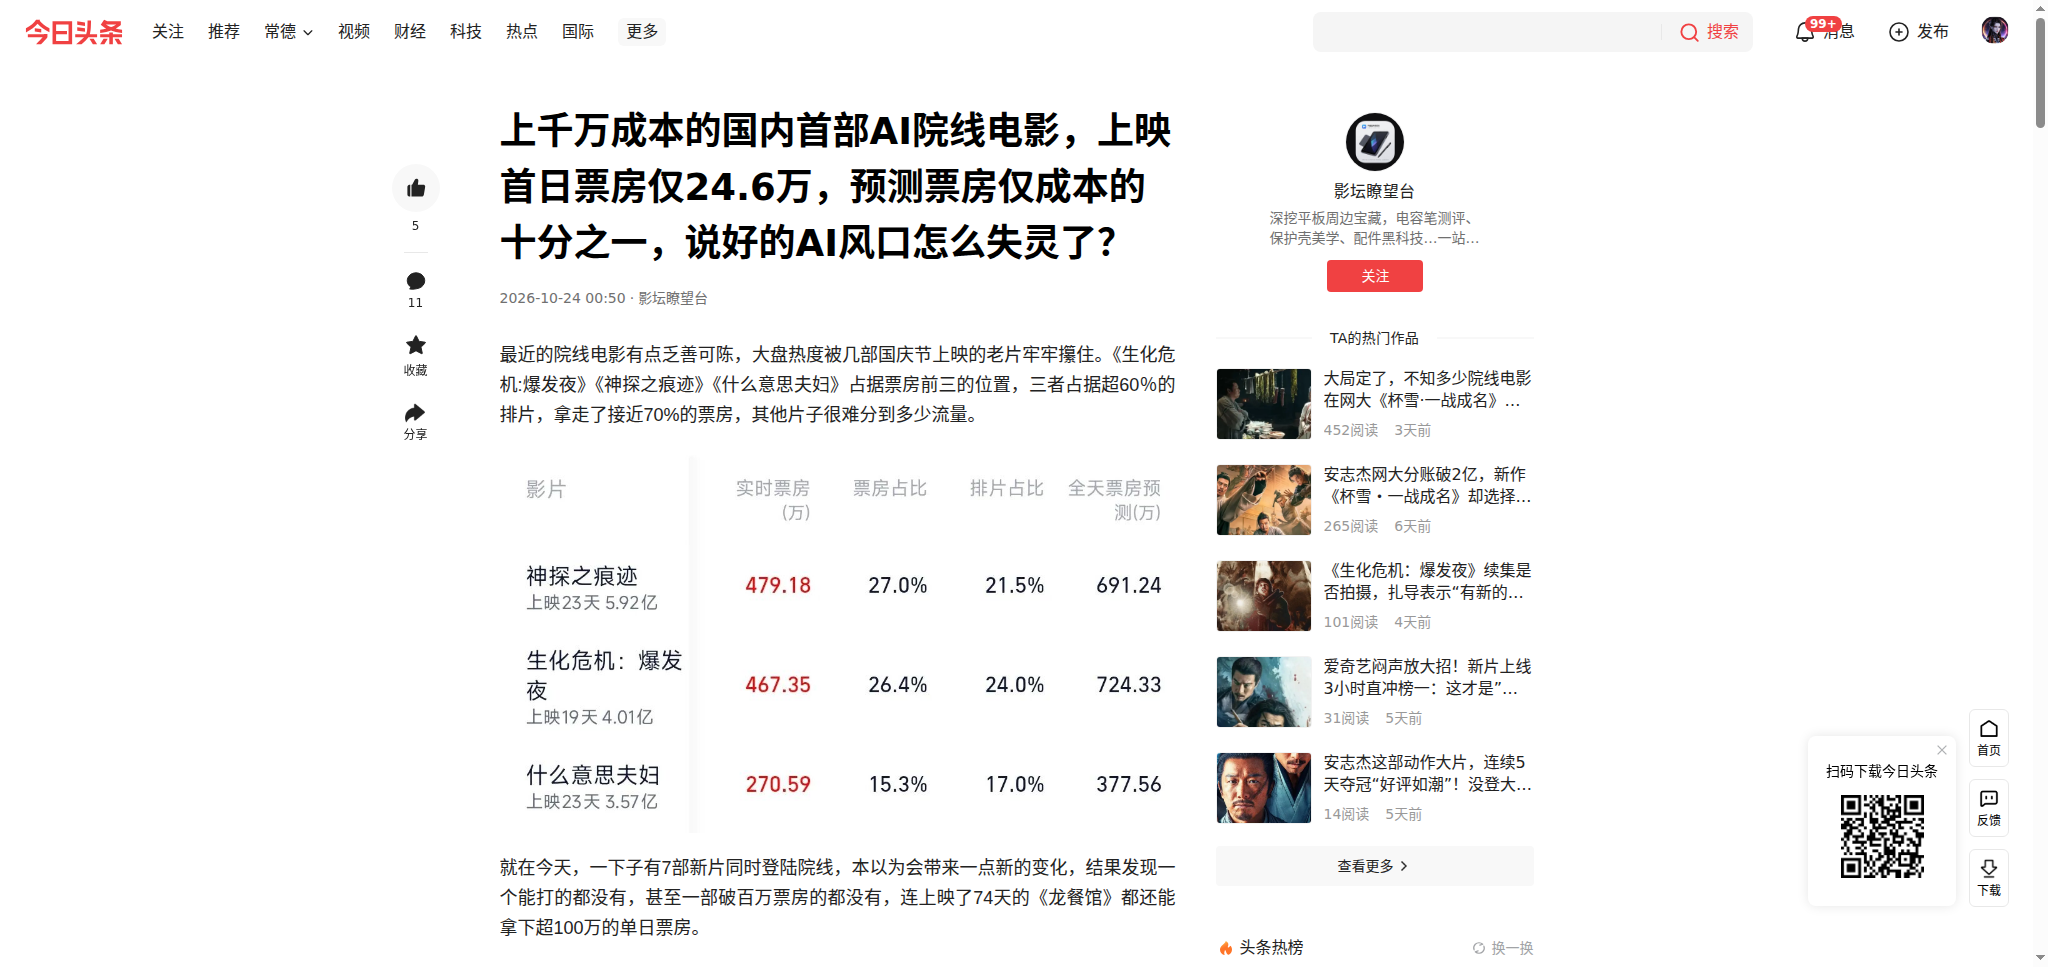 今日头条
关注 推荐 常德 视频 财经 科技 热点 国际 更多
搜索
99+
消息
发布
上千万成本的国内首部AI院线电影，上映
首日票房仅24.6万，预测票房仅成本的
十分之一，说好的AI风口怎么失灵了？
2026-10-24 00:50 · 影坛瞭望台
5
11
收藏
分享
最近的院线电影有点乏善可陈，大盘热度被几部国庆节上映的老片牢牢攥住。《生化危
机:爆发夜》《神探之痕迹》《什么意思夫妇》占据票房前三的位置，三者占据超60%的
排片，拿走了接近70%的票房，其他片子很难分到多少流量。
影片 实时票房(万) 票房占比 排片占比 全天票房预测(万)
神探之痕迹 479.18 27.0% 21.5% 691.24
上映23天 5.92亿
生化危机：爆发
夜 467.35 26.4% 24.0% 724.33
上映19天 4.01亿
什么意思夫妇 270.59 15.3% 17.0% 377.56
上映23天 3.57亿
就在今天，一下子有7部新片同时登陆院线，本以为会带来一点新的变化，结果发现一
个能打的都没有，甚至一部破百万票房的都没有，连上映了74天的《龙餐馆》都还能
拿下超100万的单日票房。
影坛瞭望台
深挖平板周边宝藏，电容笔测评、
保护壳美学、配件黑科技...一站...
关注
TA的热门作品
大局定了，不知多少院线电影
在网大《杯雪·一战成名》...
452阅读 3天前
安志杰网大分账破2亿，新作
《杯雪・一战成名》却选择...
265阅读 6天前
《生化危机：爆发夜》续集是
否拍摄，扎导表示“有新的...
101阅读 4天前
爱奇艺闷声放大招！新片上线
3小时直冲榜一：这才是”...
31阅读 5天前
安志杰这部动作大片，连续5
天夺冠“好评如潮”！没登大...
14阅读 5天前
查看更多
头条热榜
换一换
扫码下载今日头条
首页
反馈
下载